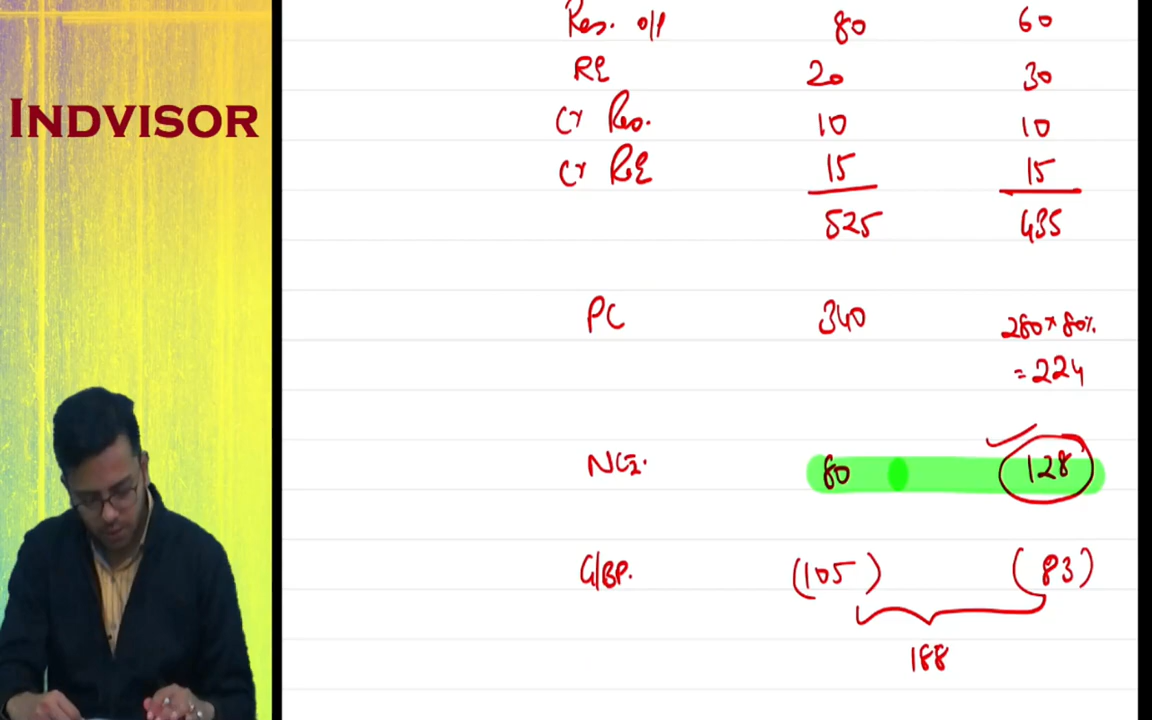 INDVISOR
Res. o/p 80 60
RE 20 30
Cr Res. 10 10
Cr RE 15 15
525 435
PC 340 280 x 80%
= 224
NCI. 80 128
G/BP. (105) (83)
188